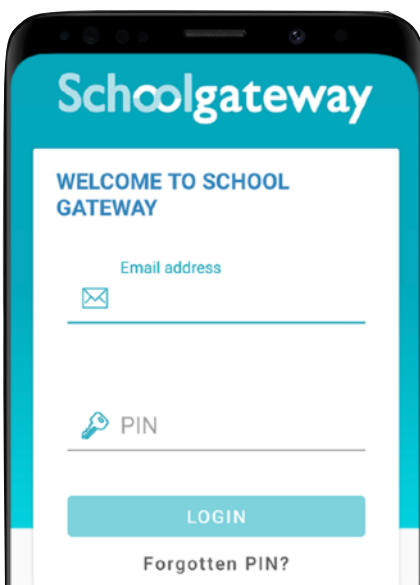 Schoolgateway
WELCOME TO SCHOOL
GATEWAY
Email address
PIN
LOGIN
Forgotten PIN?